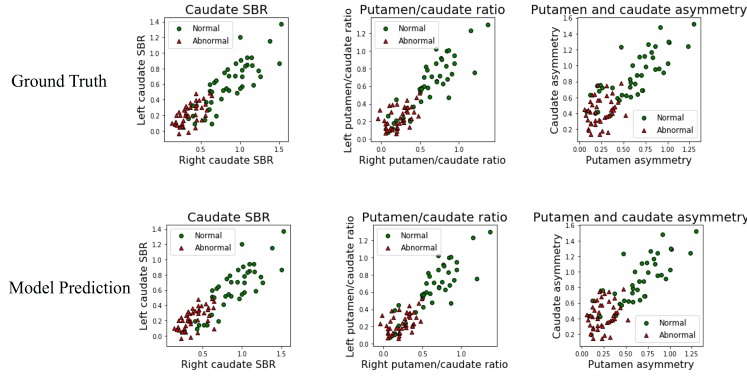 Caudate SBR
Putamen/caudate ratio
Putamen and caudate asymmetry
Ground Truth
Left caudate SBR
1.4
1.2
1.0
0.8
0.6
0.4
0.2
0.0
Normal
Abnormal
0.5
1.0
1.5
Right caudate SBR
Left putamen/caudate ratio
1.2
1.0
0.8
0.6
0.4
0.2
0.0
Normal
Abnormal
0.0
0.5
1.0
Right putamen/caudate ratio
Caudate asymmetry
1.4
1.2
1.0
0.8
0.6
0.4
0.2
Normal
Abnormal
0.00
0.25
0.50
0.75
1.00
1.25
Putamen asymmetry
Caudate SBR
Putamen/caudate ratio
Putamen and caudate asymmetry
Model Prediction
Left caudate SBR
1.4
1.2
1.0
0.8
0.6
0.4
0.2
0.0
Normal
Abnormal
0.5
1.0
1.5
Right caudate SBR
Left putamen/caudate ratio
1.2
1.0
0.8
0.6
0.4
0.2
0.0
Normal
Abnormal
0.0
0.5
1.0
Right putamen/caudate ratio
Caudate asymmetry
1.6
1.4
1.2
1.0
0.8
0.6
0.4
0.2
Normal
Abnormal
0.00
0.25
0.50
0.75
1.00
1.25
Putamen asymmetry